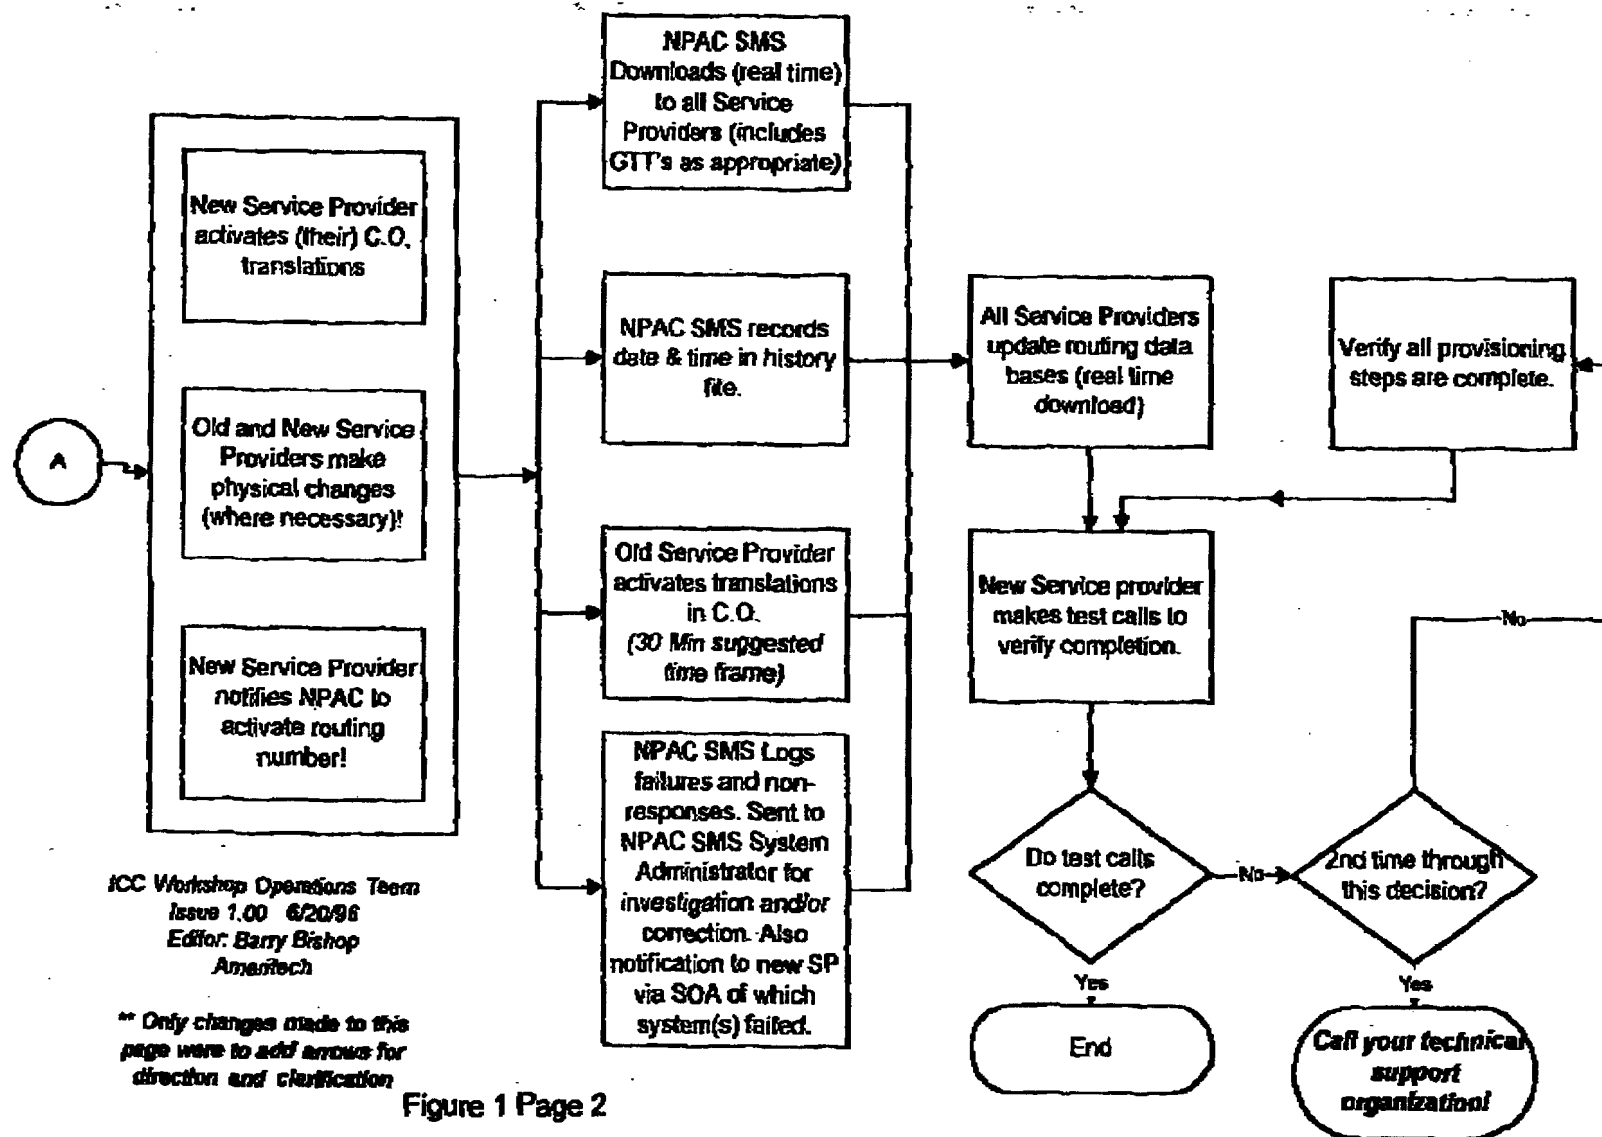 NPAC SMS
Downloads (real time)
to all Service
Providers (includes
GTT's as appropriate)
New Service Provider
activates (their) C.O.
translations
NPAC SMS records
date & time in history
file.
All Service Providers
update routing data
bases (real time
download)
Verify all provisioning
steps are complete.
A
Old and New Service
Providers make
physical changes
(where necessary)!
Old Service Provider
activates translations
in C.O.
(30 Min suggested
time frame)
New Service provider
makes test calls to
verify completion.
No
New Service Provider
notifies NPAC to
activate routing
number!
NPAC SMS Logs
failures and non-
responses. Sent to
NPAC SMS System
Administrator for
investigation and/or
correction. Also
notification to new SP
via SOA of which
system(s) failed.
Do test calls
complete?
No
2nd time through
this decision?
Yes
End
Yes
Call your technical
support
organization!
ICC Workshop Operations Team
Issue 1.00 6/20/96
Editor: Barry Bishop
Ameritech
** Only changes made to this
page were to add arrows for
direction and clarification
Figure 1 Page 2